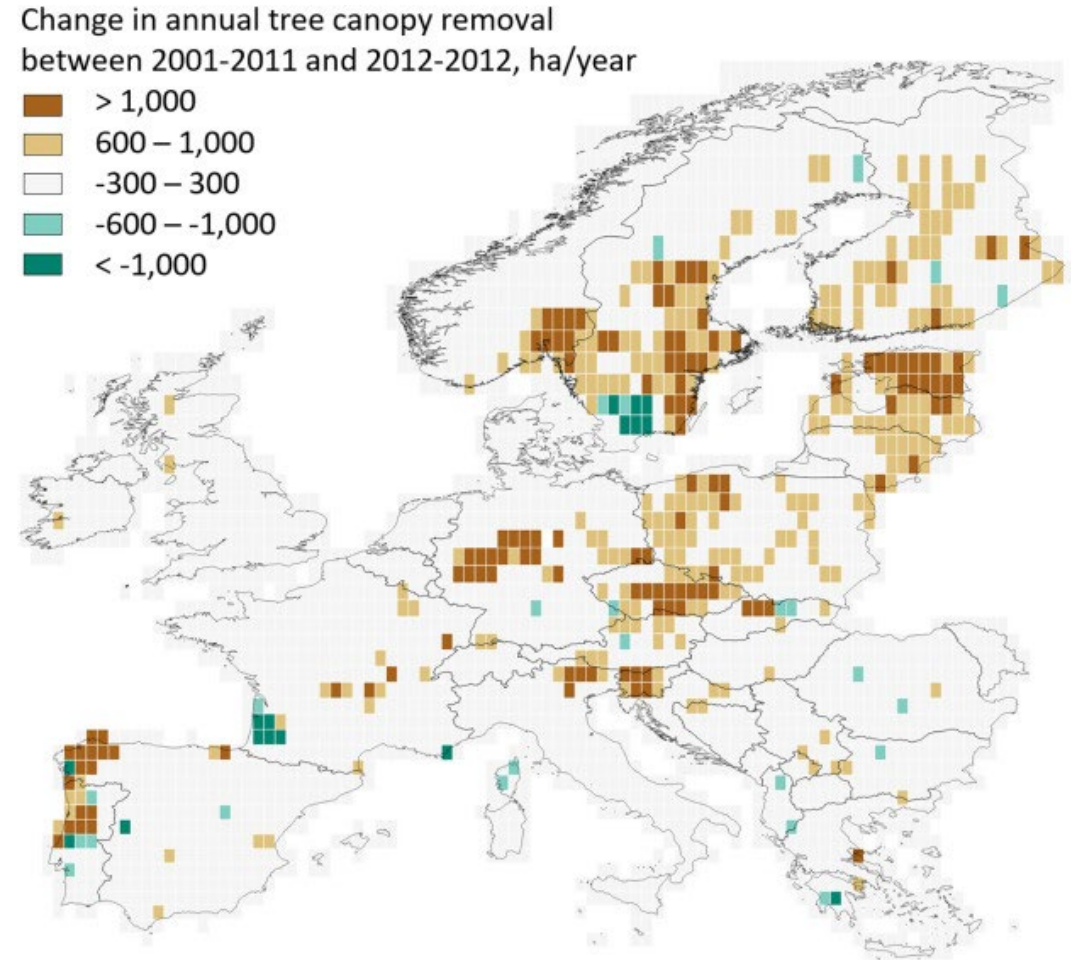 Change in annual tree canopy removal
between 2001-2011 and 2012-2012, ha/year
> 1,000
600 – 1,000
-300 – 300
-600 – -1,000
< -1,000